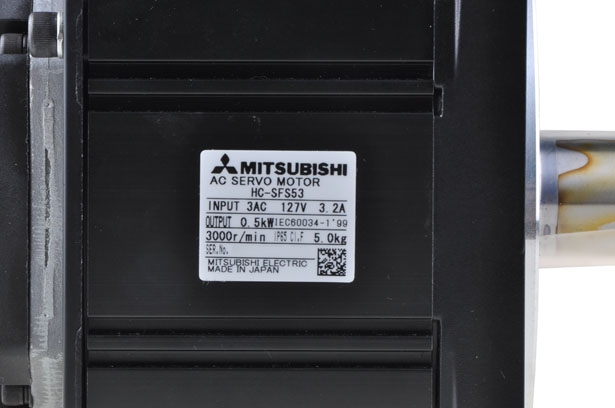 MITSUBISHI
AC SERVO MOTOR
HC-SFS53
INPUT 3AC 127V 3.2A
OUTPUT 0.5kW IEC60034-1'99
3000r/min IP65 Cl.F 5.0kg
SER.No.
MITSUBISHI ELECTRIC
MADE IN JAPAN